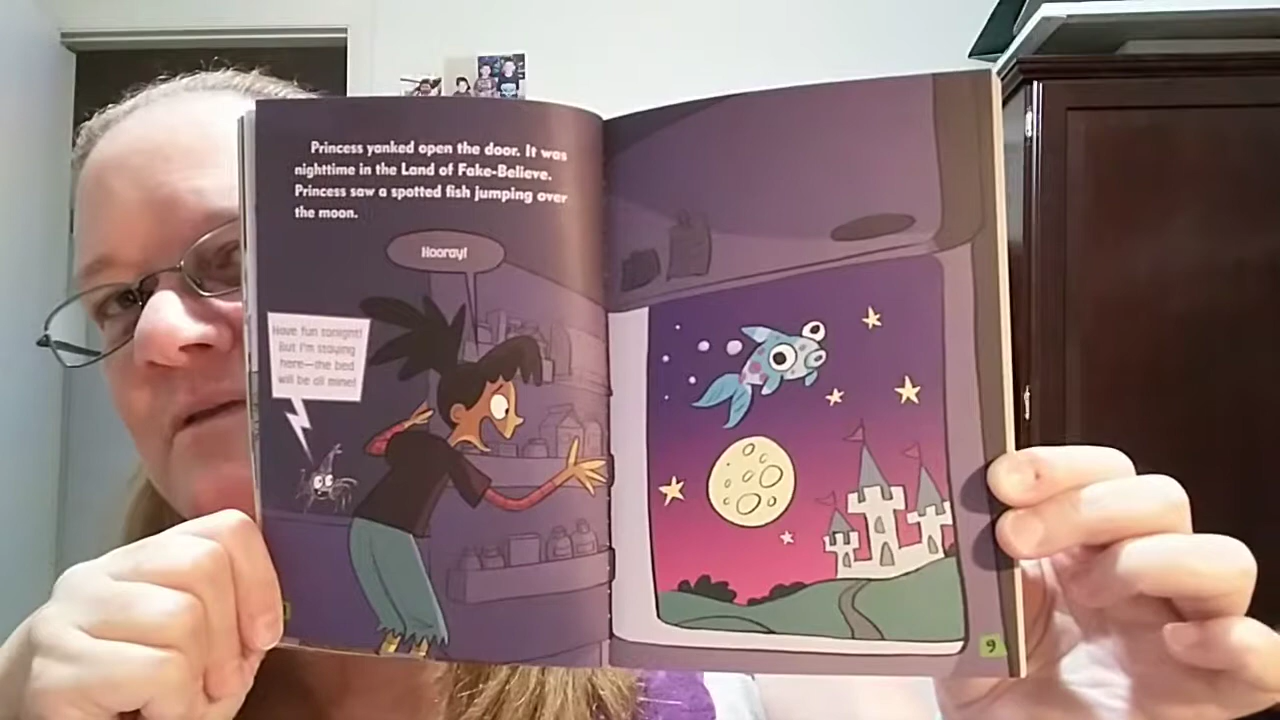 Princess yanked open the door. It was
nighttime in the Land of Fake-Believe.
Princess saw a spotted fish jumping over
the moon.
Hooray!
Have fun tonight!
But I'm staying
here—the bed
will be all mine!
9